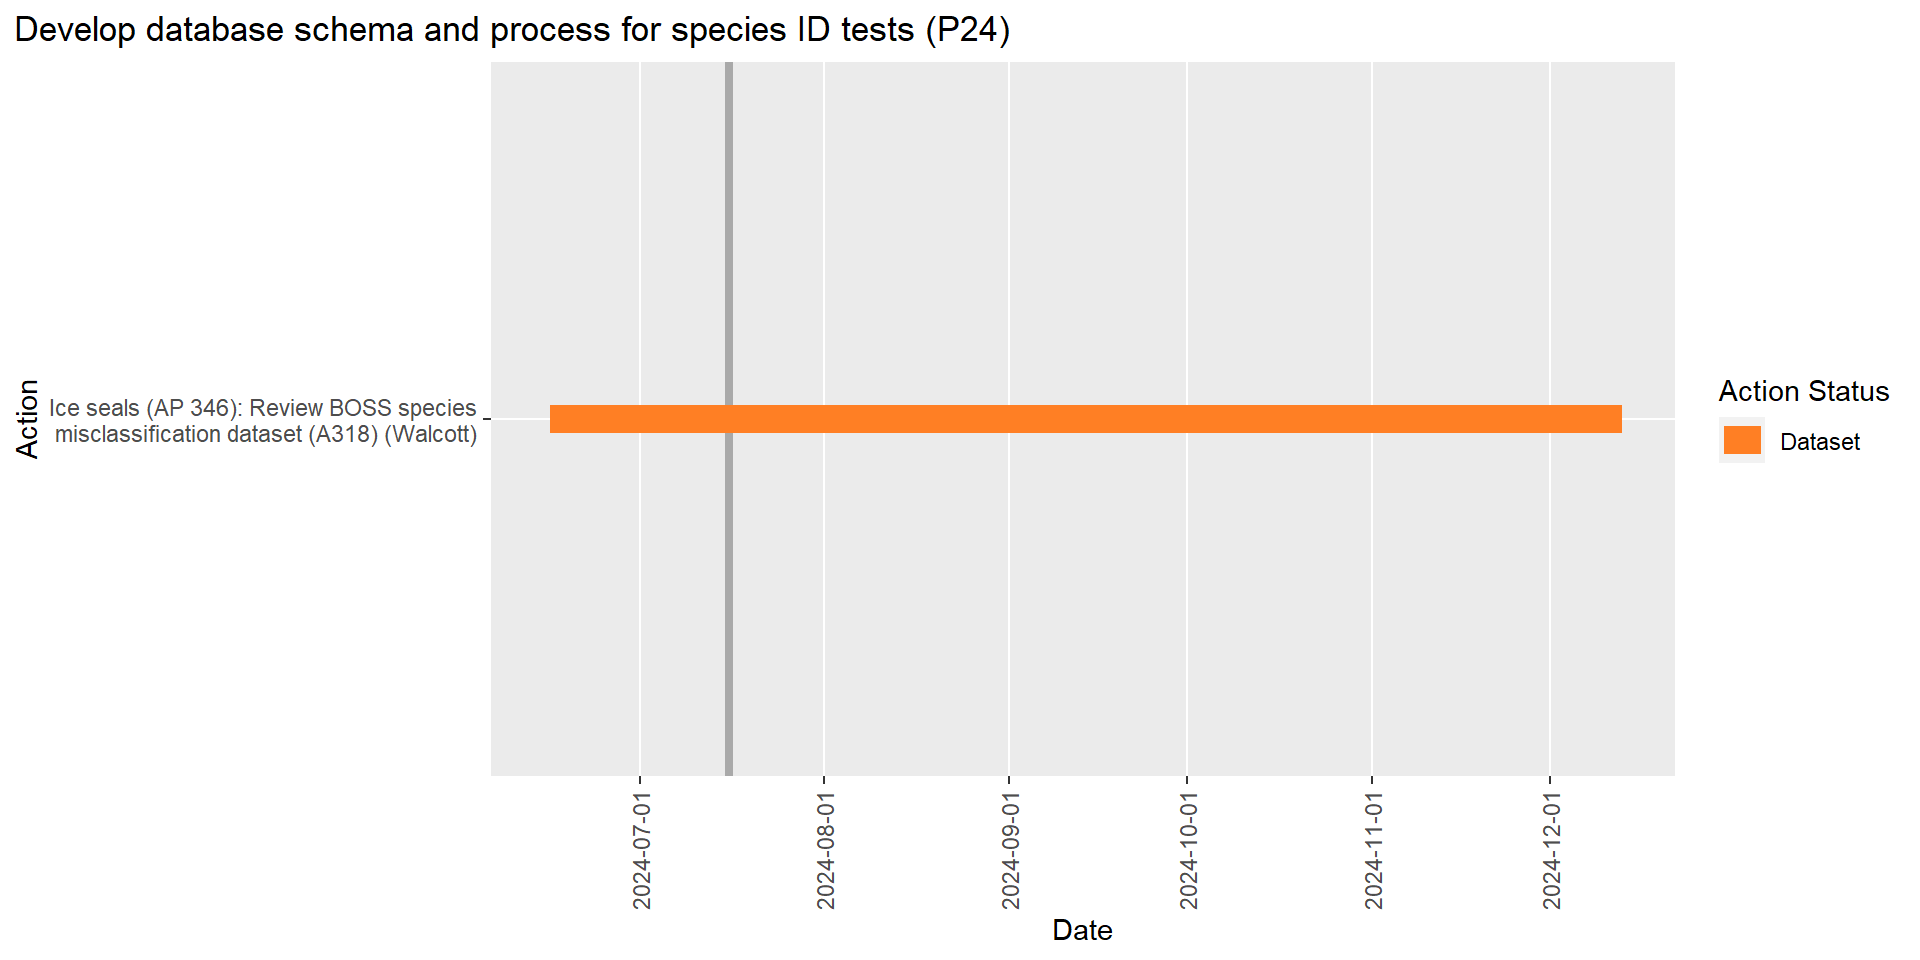 Develop database schema and process for species ID tests (P24)
Action
Ice seals (AP 346): Review BOSS species
misclassification dataset (A318) (Walcott)
Action Status
Dataset
2024-07-01
2024-08-01
2024-09-01
2024-10-01
2024-11-01
2024-12-01
Date